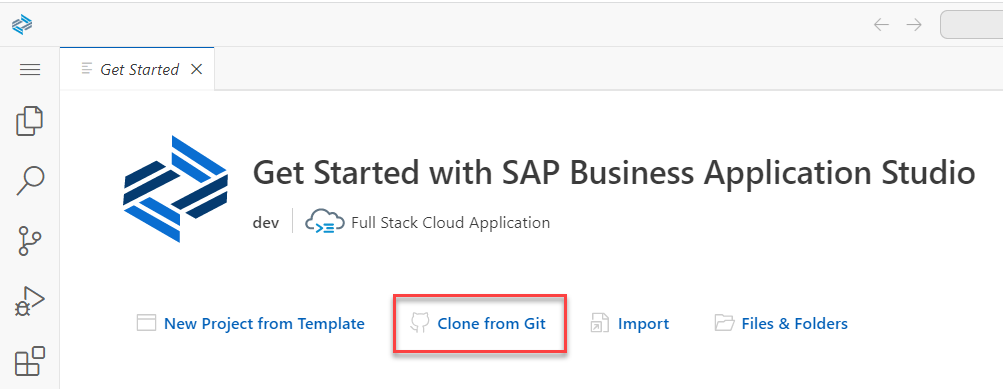 Get Started
Get Started with SAP Business Application Studio
dev Full Stack Cloud Application
New Project from Template Clone from Git Import Files & Folders